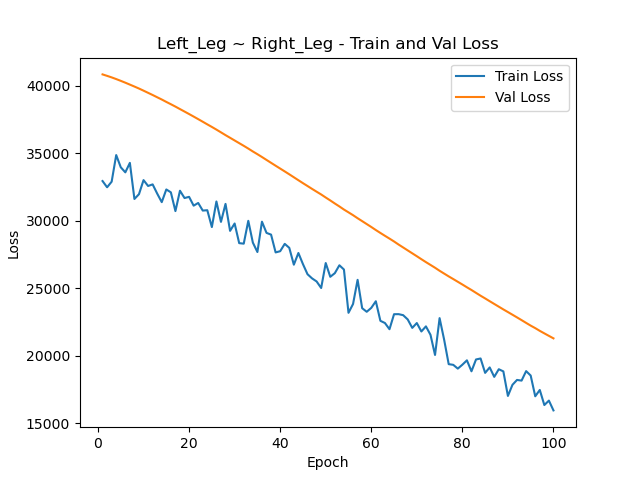 Left_Leg ~ Right_Leg - Train and Val Loss
Train Loss
Val Loss
40000
35000
30000
25000
20000
15000
Loss
0
20
40
60
80
100
Epoch